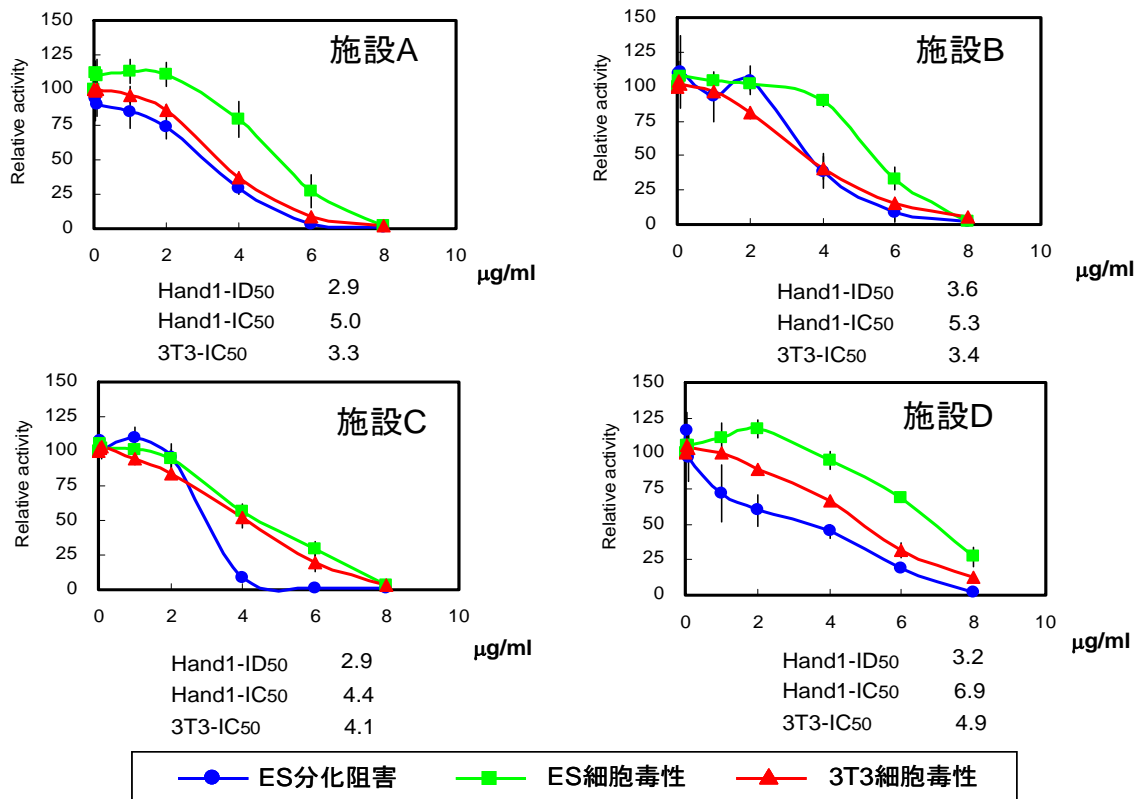 施設A
Relative activity
150
125
100
75
50
25
0
0 2 4 6 8 10
μg/ml
Hand1-ID50 2.9
Hand1-IC50 5.0
3T3-IC50 3.3
施設B
Relative activity
150
125
100
75
50
25
0
0 2 4 6 8 10
μg/ml
Hand1-ID50 3.6
Hand1-IC50 5.3
3T3-IC50 3.4
施設C
Relative activity
150
125
100
75
50
25
0
0 2 4 6 8 10
μg/ml
Hand1-ID50 2.9
Hand1-IC50 4.4
3T3-IC50 4.1
施設D
Relative activity
150
125
100
75
50
25
0
0 2 4 6 8 10
μg/ml
Hand1-ID50 3.2
Hand1-IC50 6.9
3T3-IC50 4.9
ES分化阻害 ES細胞毒性 3T3細胞毒性